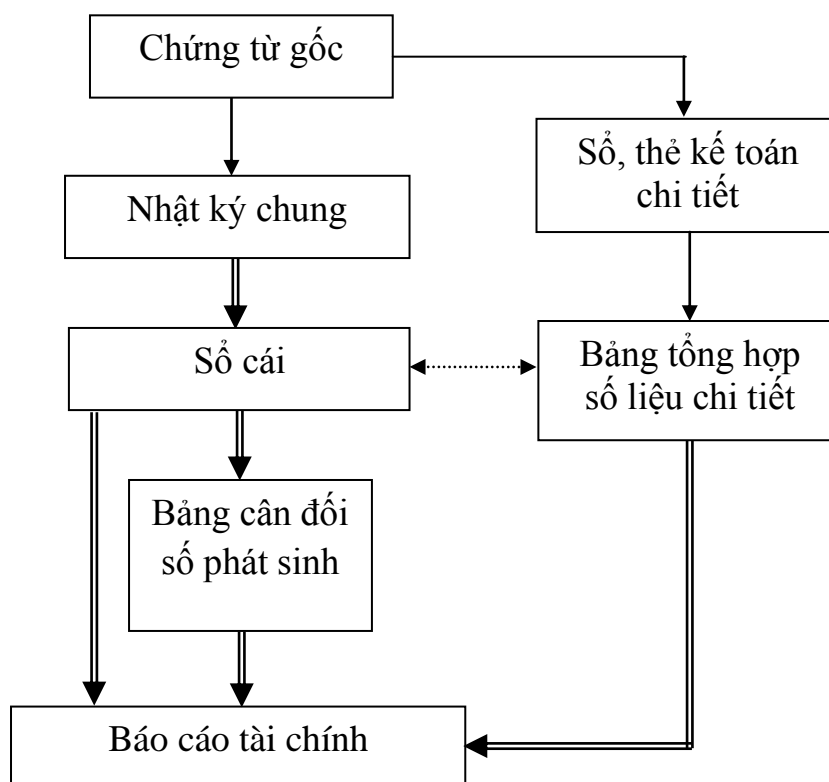 Chứng từ gốc
Sổ, thẻ kế toán
chi tiết
Nhật ký chung
Sổ cái
Bảng tổng hợp
số liệu chi tiết
Bảng cân đối
số phát sinh
Báo cáo tài chính